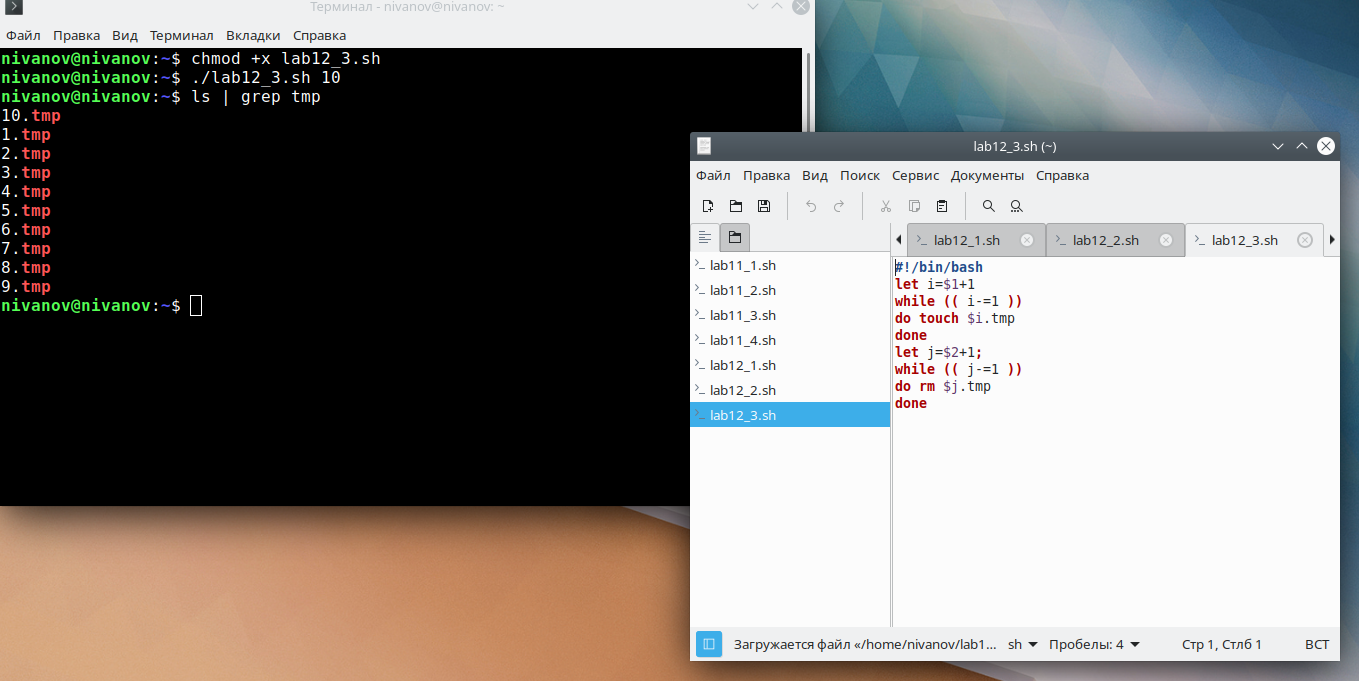 Терминал - nivanov@nivanov: ~
Файл Правка Вид Терминал Вкладки Справка
nivanov@nivanov:~$ chmod +x lab12_3.sh
nivanov@nivanov:~$ ./lab12_3.sh 10
nivanov@nivanov:~$ ls | grep tmp
10.tmp
1.tmp
2.tmp
3.tmp
4.tmp
5.tmp
6.tmp
7.tmp
8.tmp
9.tmp
nivanov@nivanov:~$
lab12_3.sh (~)
Файл Правка Вид Поиск Сервис Документы Справка
lab12_1.sh lab12_2.sh lab12_3.sh
lab11_1.sh
lab11_2.sh
lab11_3.sh
lab11_4.sh
lab12_1.sh
lab12_2.sh
lab12_3.sh
#!/bin/bash
let i=$1+1
while (( i-=1 ))
do touch $i.tmp
done
let j=$2+1;
while (( j-=1 ))
do rm $j.tmp
done
Загружается файл «/home/nivanov/lab1... sh Пробелы: 4 Стр 1, Стлб 1 ВСТ